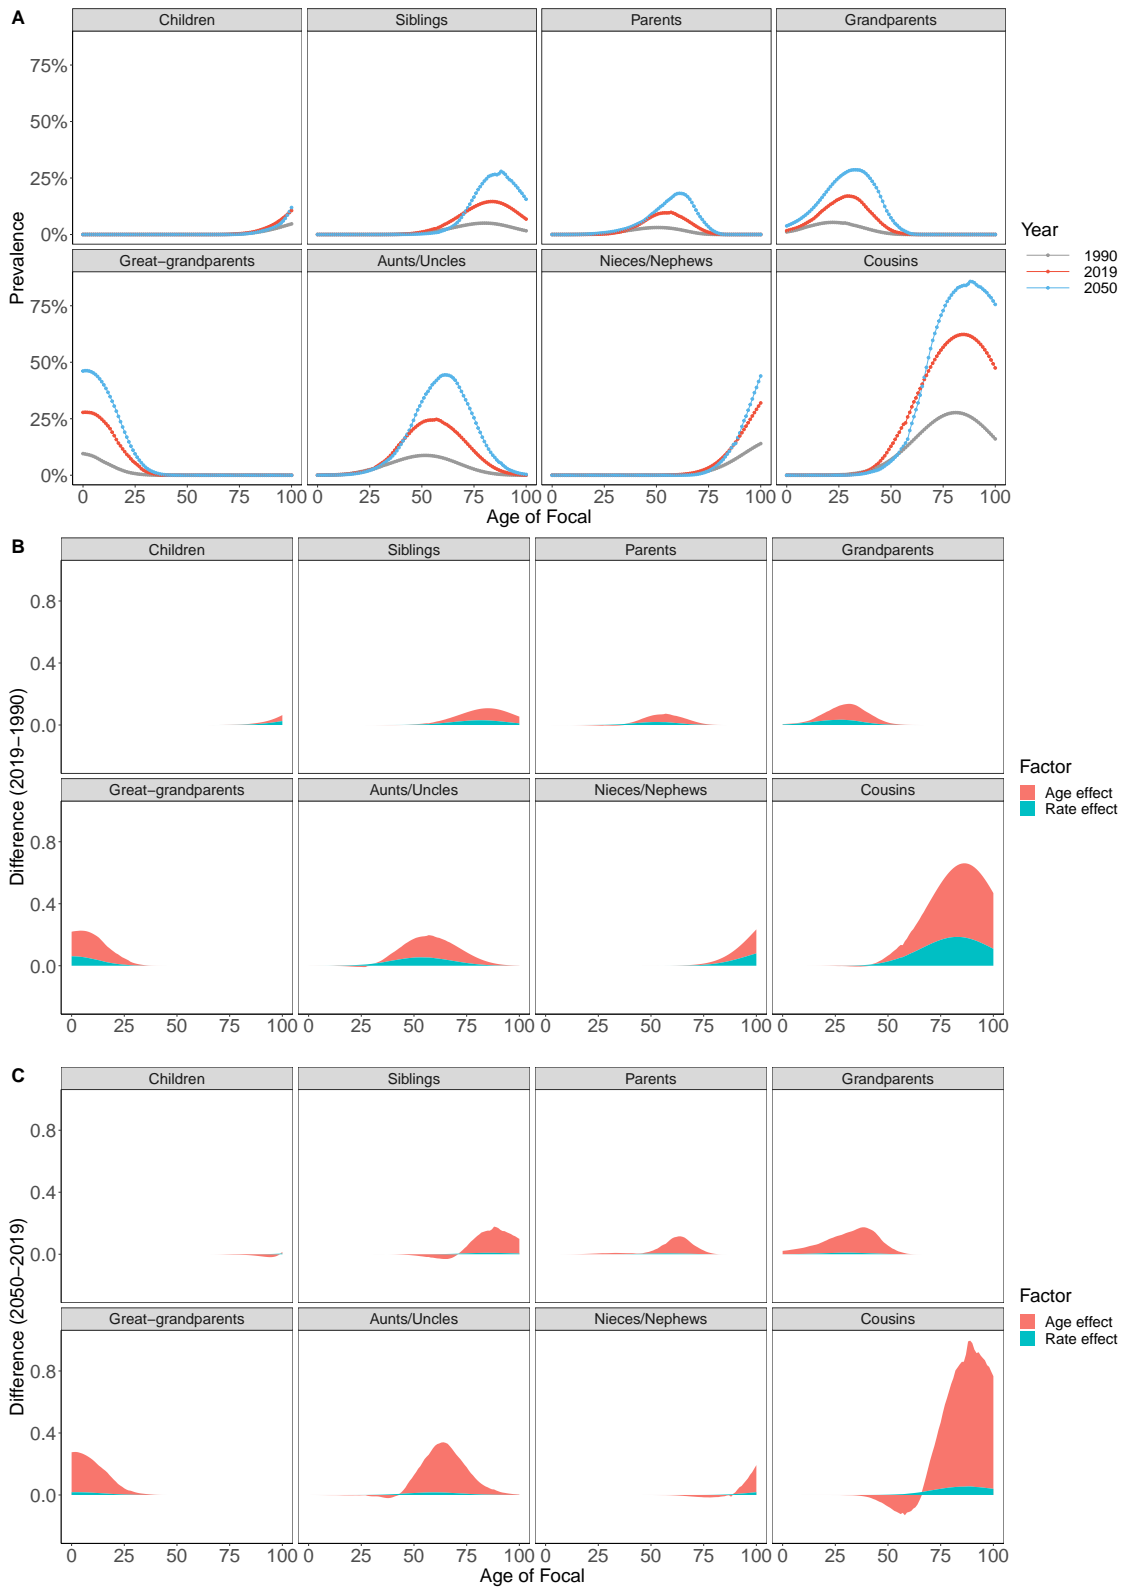 A
Children
Siblings
Parents
Grandparents
75%
50%
25%
0%
Great−grandparents
Aunts/Uncles
Nieces/Nephews
Cousins
75%
50%
25%
0%
0 25 50 75 100
0 25 50 75 100
0 25 50 75 100
0 25 50 75 100
Prevalence
Age of Focal
Year
1990
2019
2050
B
Children
Siblings
Parents
Grandparents
0.8
0.4
0.0
Great−grandparents
Aunts/Uncles
Nieces/Nephews
Cousins
0.8
0.4
0.0
0 25 50 75 100
0 25 50 75 100
0 25 50 75 100
0 25 50 75 100
Difference (2019−1990)
Factor
Age effect
Rate effect
C
Children
Siblings
Parents
Grandparents
0.8
0.4
0.0
Great−grandparents
Aunts/Uncles
Nieces/Nephews
Cousins
0.8
0.4
0.0
0 25 50 75 100
0 25 50 75 100
0 25 50 75 100
0 25 50 75 100
Difference (2050−2019)
Age of Focal
Factor
Age effect
Rate effect